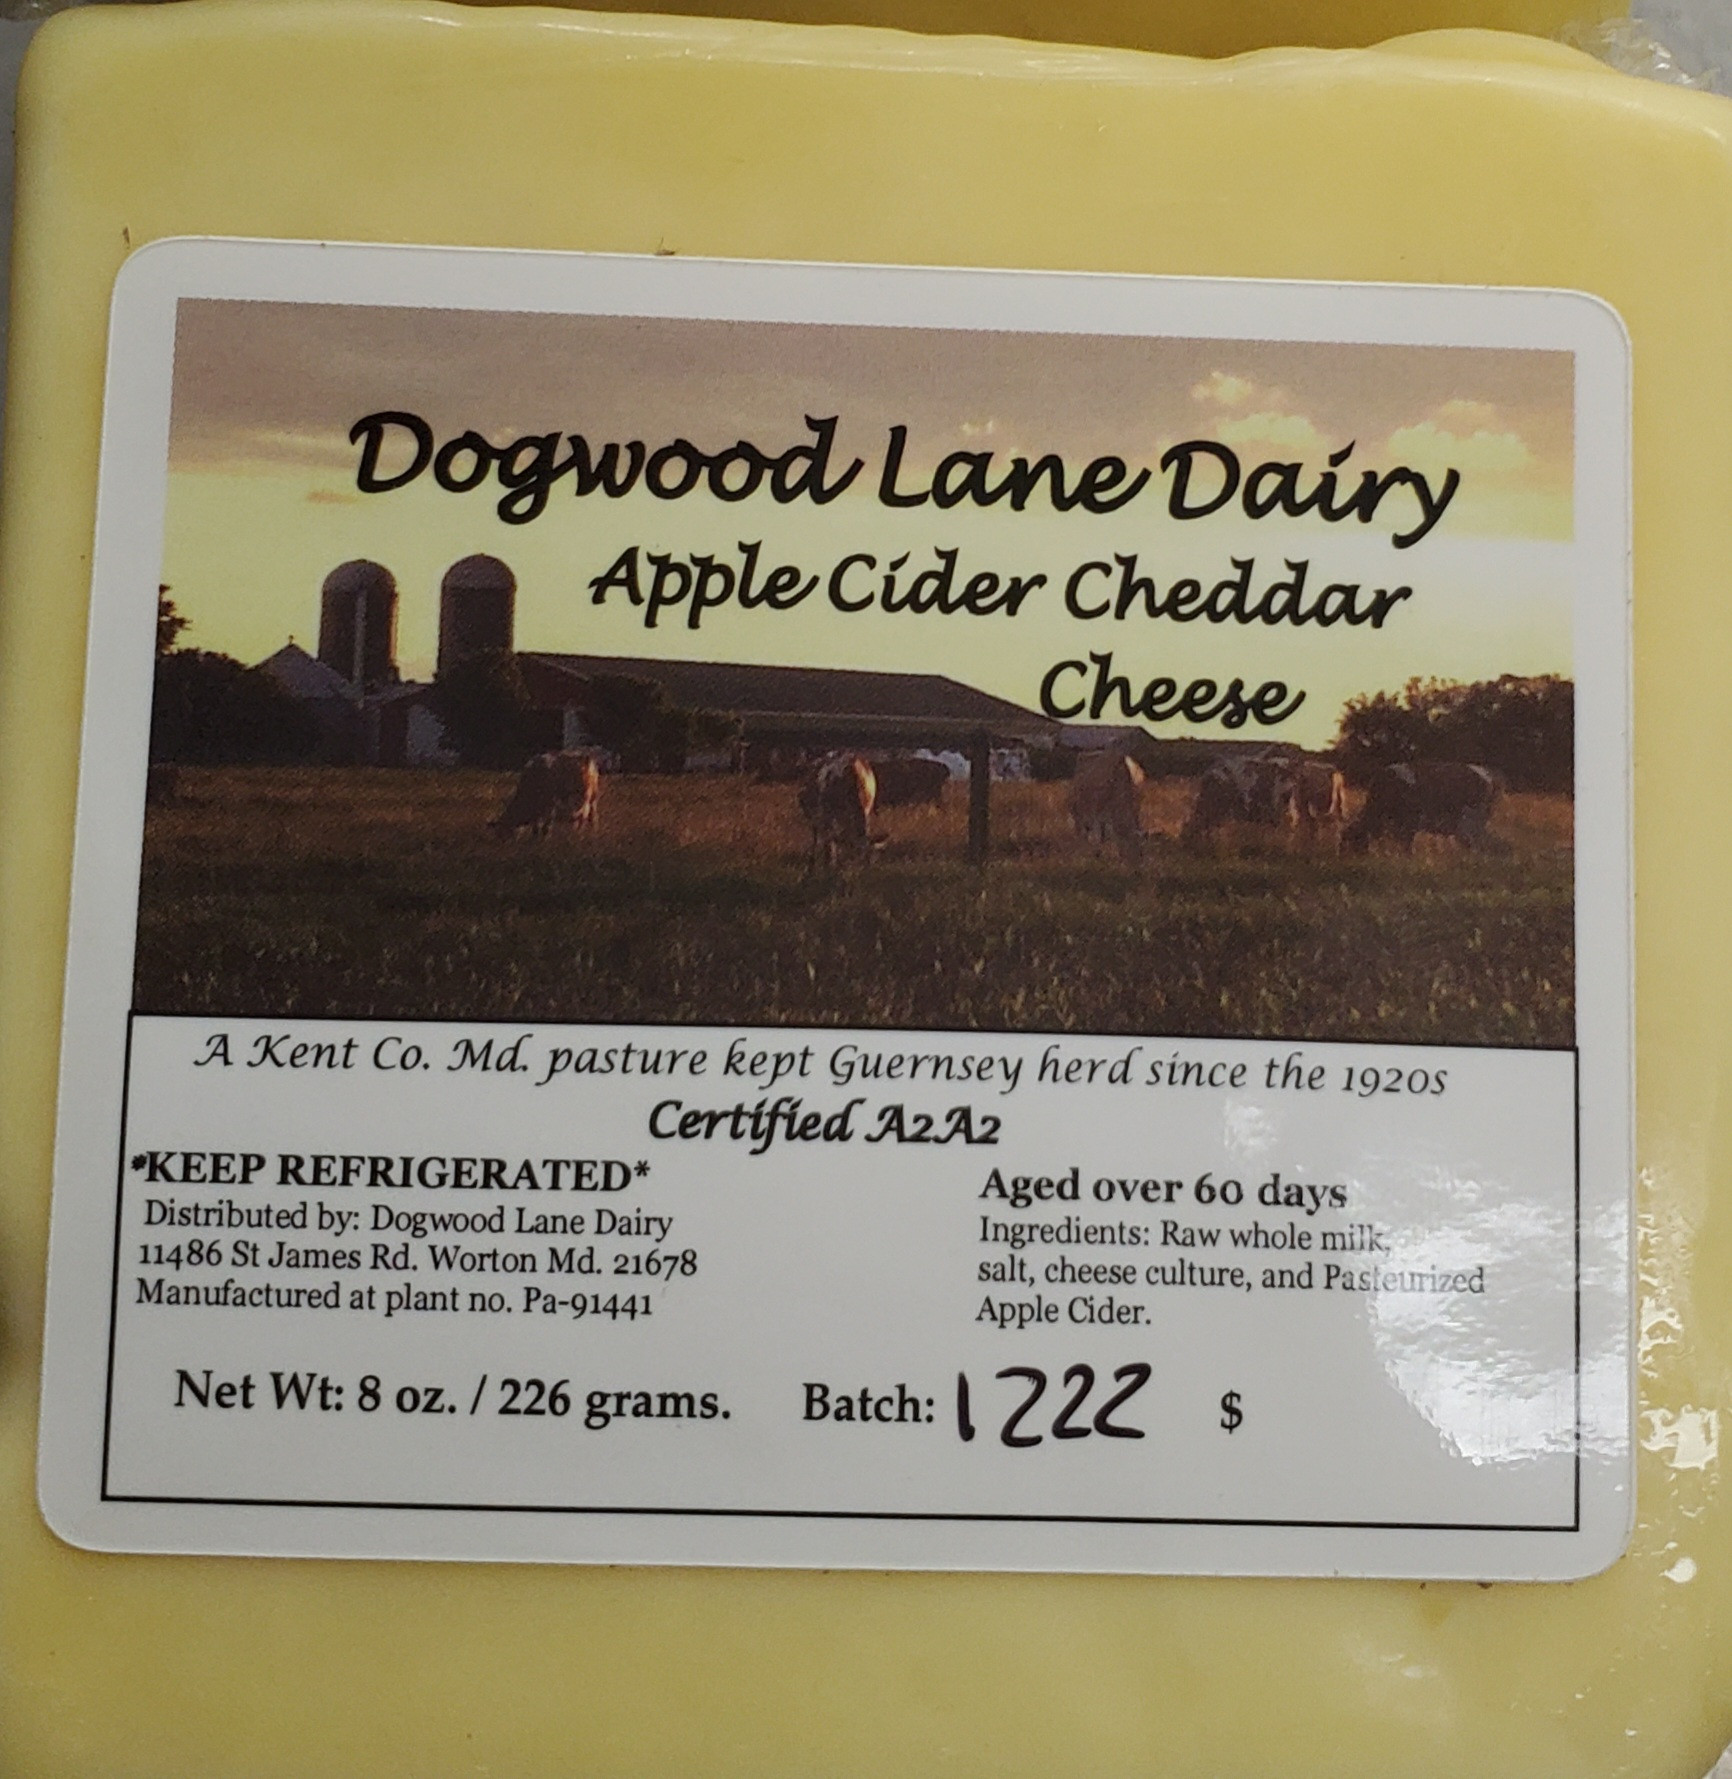 Dogwood Lane Dairy
Apple Cider Cheddar
Cheese
A Kent Co. Md. pasture kept Guernsey herd since the 1920s
Certified A2A2
*KEEP REFRIGERATED*
Distributed by: Dogwood Lane Dairy
11486 St James Rd. Worton Md. 21678
Manufactured at plant no. Pa-91441
Aged over 60 days
Ingredients: Raw whole milk,
salt, cheese culture, and Pasteurized
Apple Cider.
Net Wt: 8 oz. / 226 grams. Batch: 1222 $